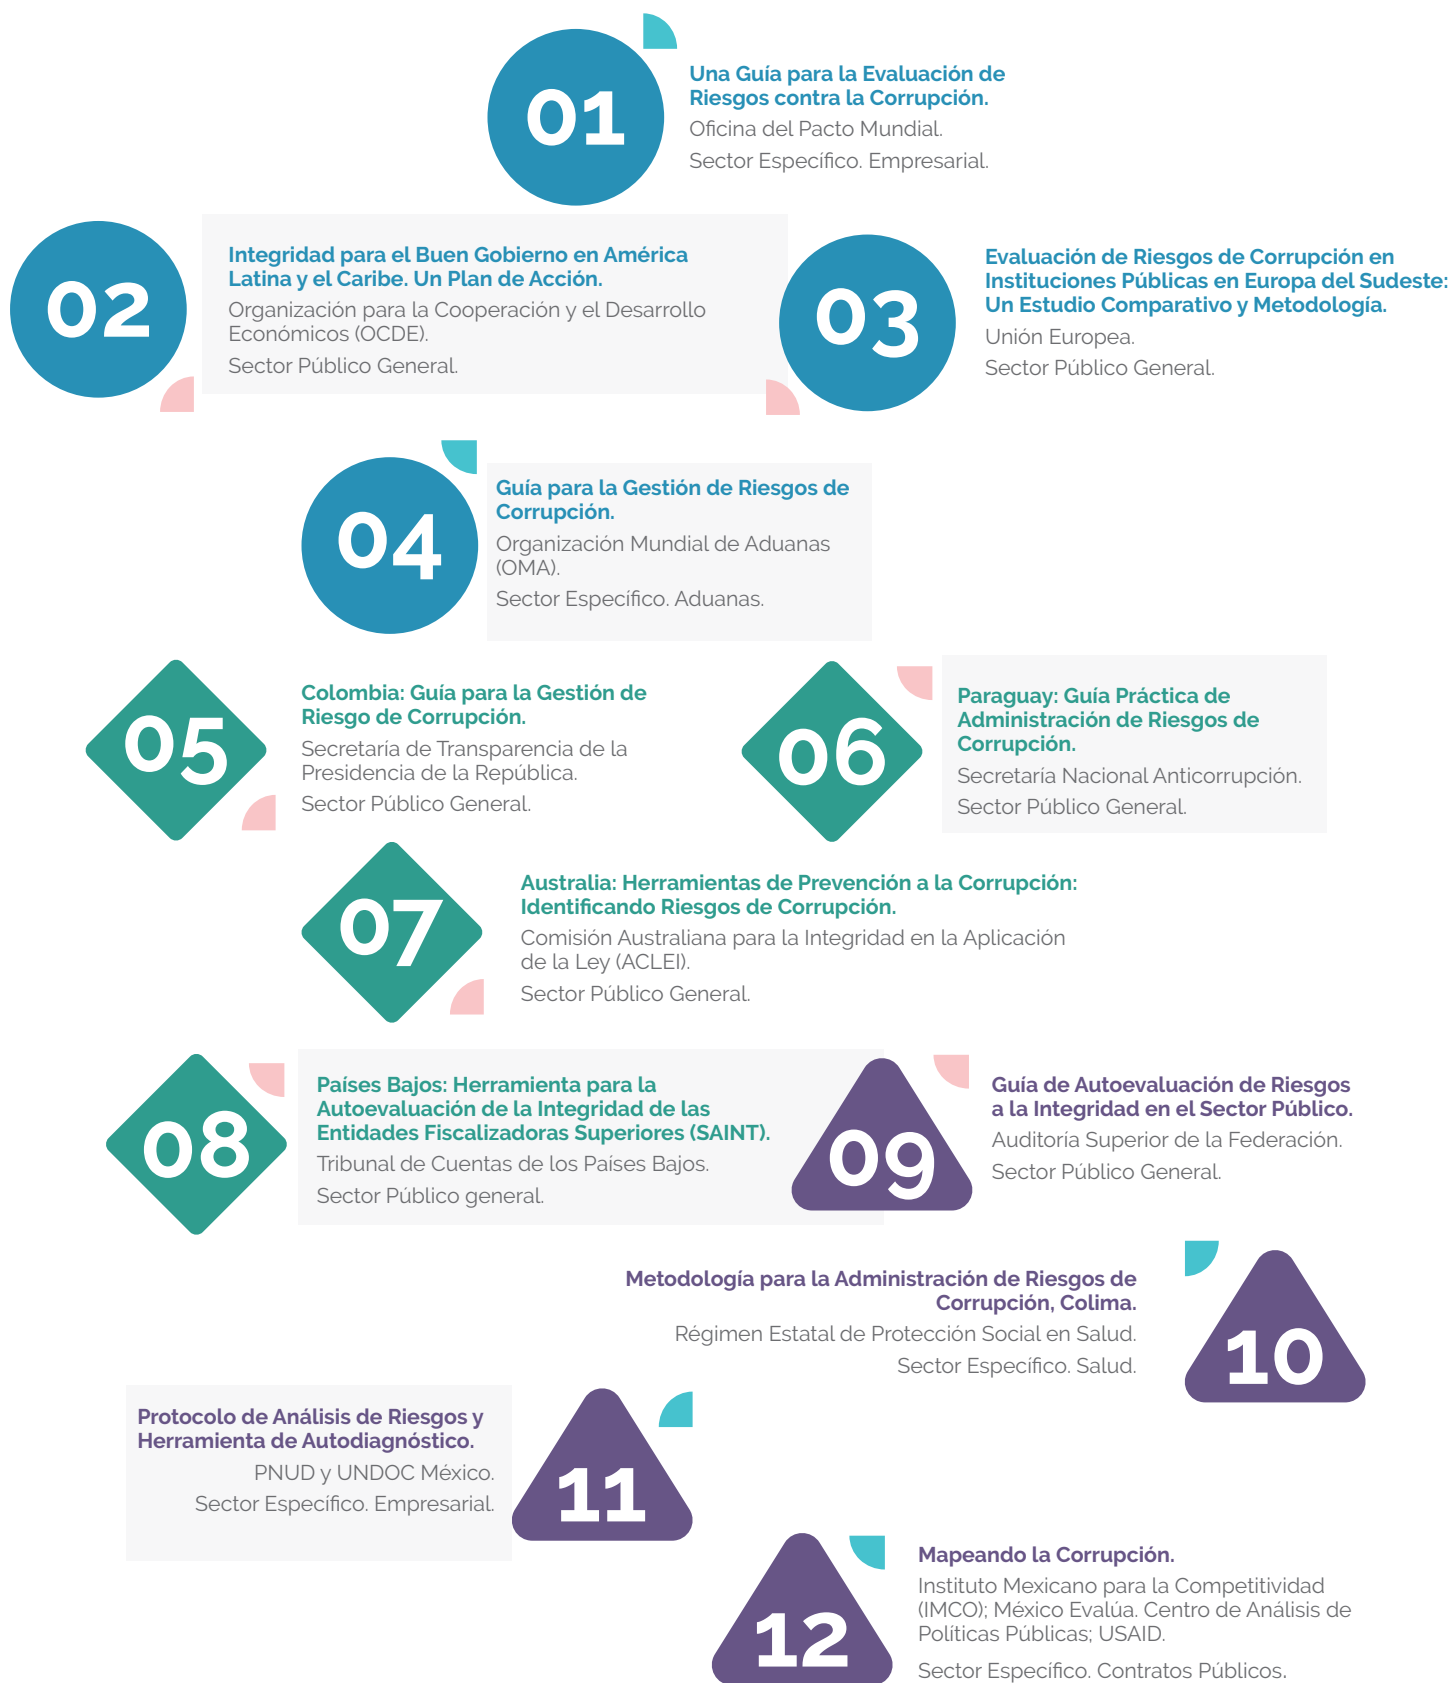 01
Una Guía para la Evaluación de
Riesgos contra la Corrupción.
Oficina del Pacto Mundial.
Sector Específico. Empresarial.
02
Integridad para el Buen Gobierno en América
Latina y el Caribe. Un Plan de Acción.
Organización para la Cooperación y el Desarrollo
Económicos (OCDE).
Sector Público General.
03
Evaluación de Riesgos de Corrupción en
Instituciones Públicas en Europa del Sudeste:
Un Estudio Comparativo y Metodología.
Unión Europea.
Sector Público General.
04
Guía para la Gestión de Riesgos de
Corrupción.
Organización Mundial de Aduanas
(OMA).
Sector Específico. Aduanas.
05
Colombia: Guía para la Gestión de
Riesgo de Corrupción.
Secretaría de Transparencia de la
Presidencia de la República.
Sector Público General.
06
Paraguay: Guía Práctica de
Administración de Riesgos de
Corrupción.
Secretaría Nacional Anticorrupción.
Sector Público General.
07
Australia: Herramientas de Prevención a la Corrupción:
Identificando Riesgos de Corrupción.
Comisión Australiana para la Integridad en la Aplicación
de la Ley (ACLEI).
Sector Público General.
08
Países Bajos: Herramienta para la
Autoevaluación de la Integridad de las
Entidades Fiscalizadoras Superiores (SAINT).
Tribunal de Cuentas de los Países Bajos.
Sector Público general.
09
Guía de Autoevaluación de Riesgos
a la Integridad en el Sector Público.
Auditoría Superior de la Federación.
Sector Público General.
Metodología para la Administración de Riesgos de
Corrupción, Colima.
Régimen Estatal de Protección Social en Salud.
Sector Específico. Salud.
10
Protocolo de Análisis de Riesgos y
Herramienta de Autodiagnóstico.
PNUD y UNDOC México.
Sector Específico. Empresarial.
11
12
Mapeando la Corrupción.
Instituto Mexicano para la Competitividad
(IMCO); México Evalúa. Centro de Análisis de
Políticas Públicas; USAID.
Sector Específico. Contratos Públicos.